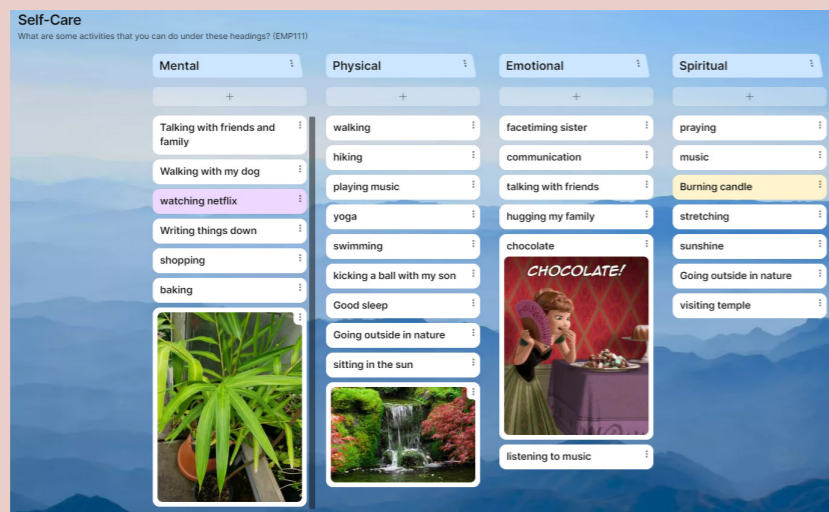 Self-Care
What are some activities that you can do under these headings? (EMP111)
Mental
Talking with friends and
family
Walking with my dog
watching netflix
Writing things down
shopping
baking
Physical
walking
hiking
playing music
yoga
swimming
kicking a ball with my son
Good sleep
Going outside in nature
sitting in the sun
Emotional
facetiming sister
communication
talking with friends
hugging my family
chocolate
CHOCOLATE!
listening to music
Spiritual
praying
music
Burning candle
stretching
sunshine
Going outside in nature
visiting temple